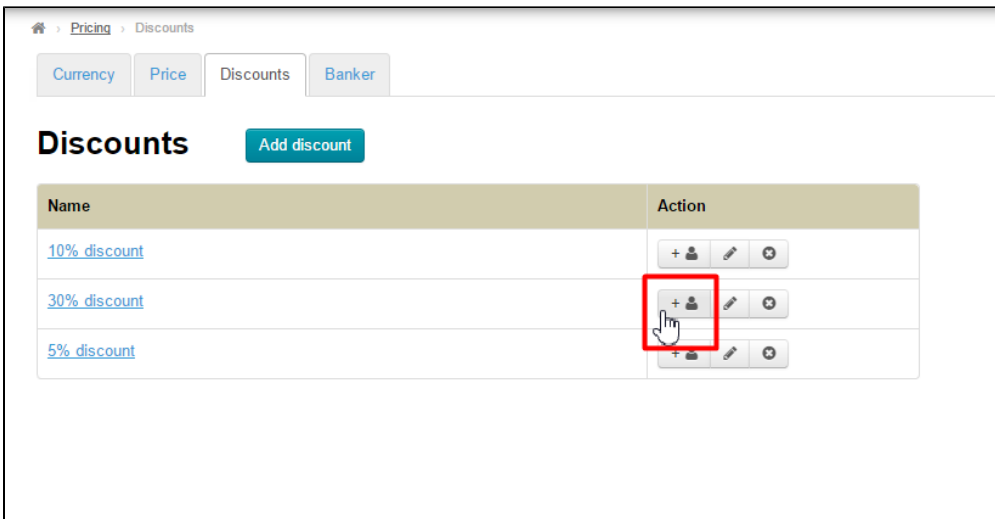 Pricing Discounts
Currency Price Discounts Banker
Discounts Add discount
Name Action
10% discount +
30% discount +
5% discount +